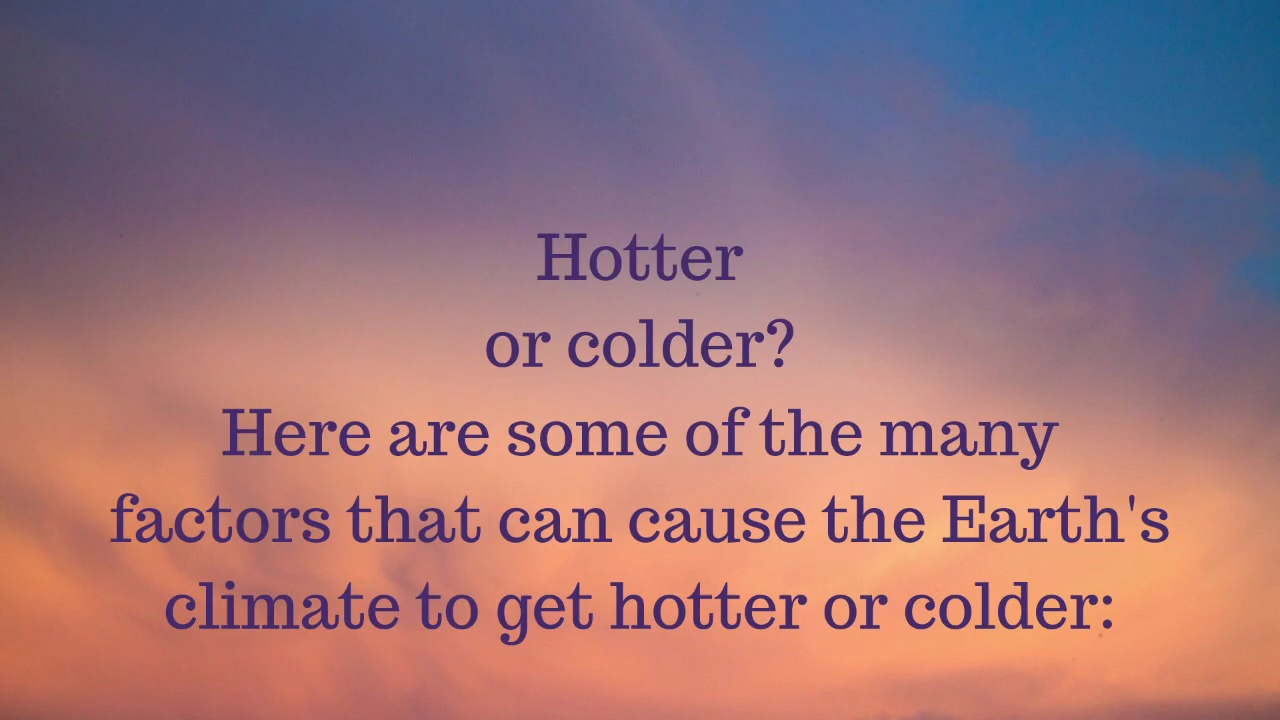 Hotter
or colder?
Here are some of the many
factors that can cause the Earth's
climate to get hotter or colder: